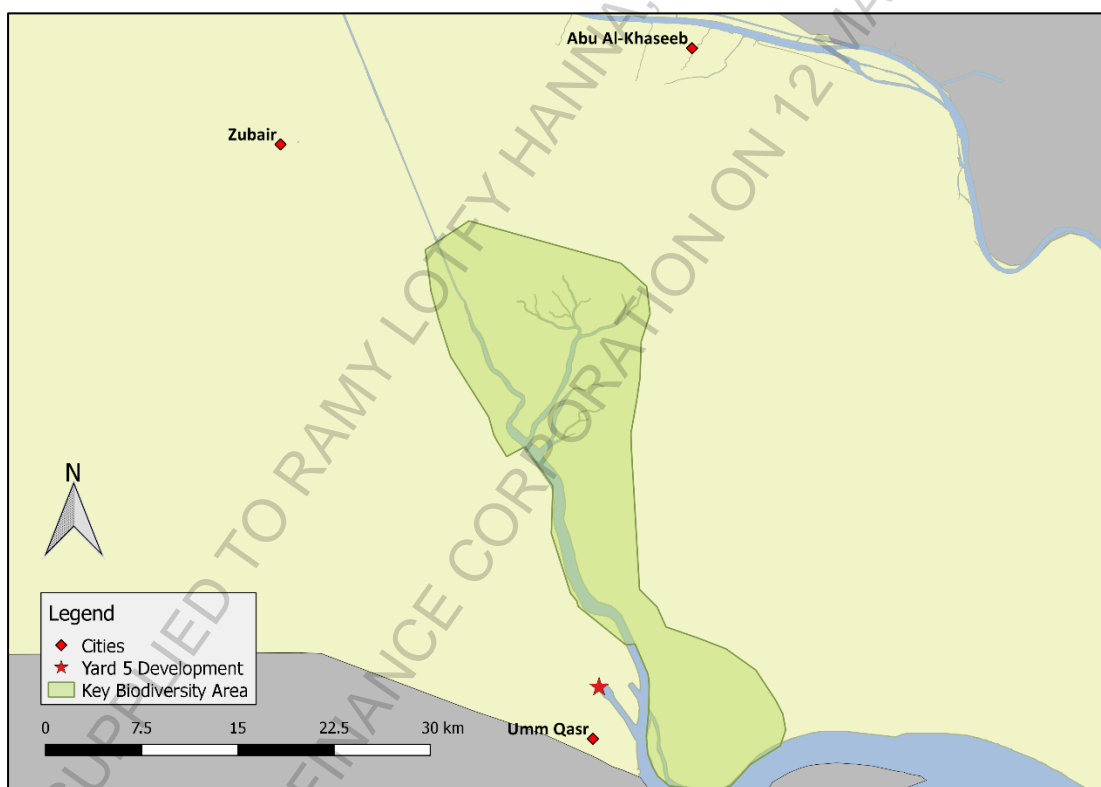 Abu Al-Khaseeb
Zubair
N
Legend
Cities
Yard 5 Development
Key Biodiversity Area
0 7.5 15 22.5 30 km
Umm Qasr
SUPPLIED TO RAMY LOTFY HANNA,
FINANCE CORPORATION ON 12 MA